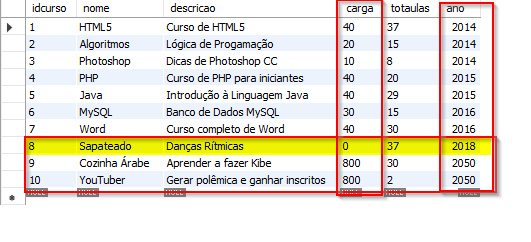 idcurso nome descricao carga totaulas ano
1 HTML5 Curso de HTML5 40 37 2014
2 Algoritmos Lógica de Progamação 20 15 2014
3 Photoshop Dicas de Photoshop CC 10 8 2014
4 PHP Curso de PHP para iniciantes 40 20 2015
5 Java Introdução à Linguagem Java 40 29 2015
6 MySQL Banco de Dados MySQL 30 15 2016
7 Word Curso completo de Word 40 30 2016
8 Sapateado Danças Rítmicas 0 37 2018
9 Cozinha Árabe Aprender a fazer Kibe 800 30 2050
10 YouTuber Gerar polêmica e ganhar inscritos 800 2 2050
NULL NULL NULL NULL NULL NULL